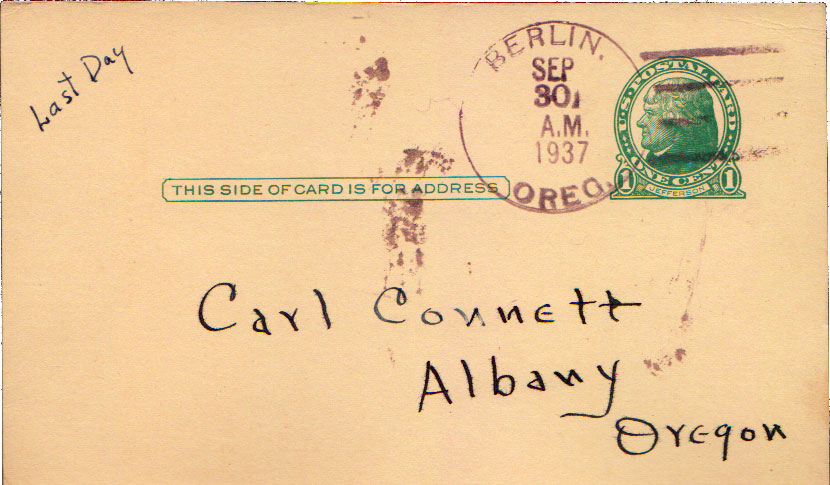 Last Day
BERLIN.
SEP
30
A.M.
1937
OREG.
U.S. POSTAL CARD
ONE CENT
1 JEFFERSON 1
THIS SIDE OF CARD IS FOR ADDRESS
Carl Connett
Albany
Oregon